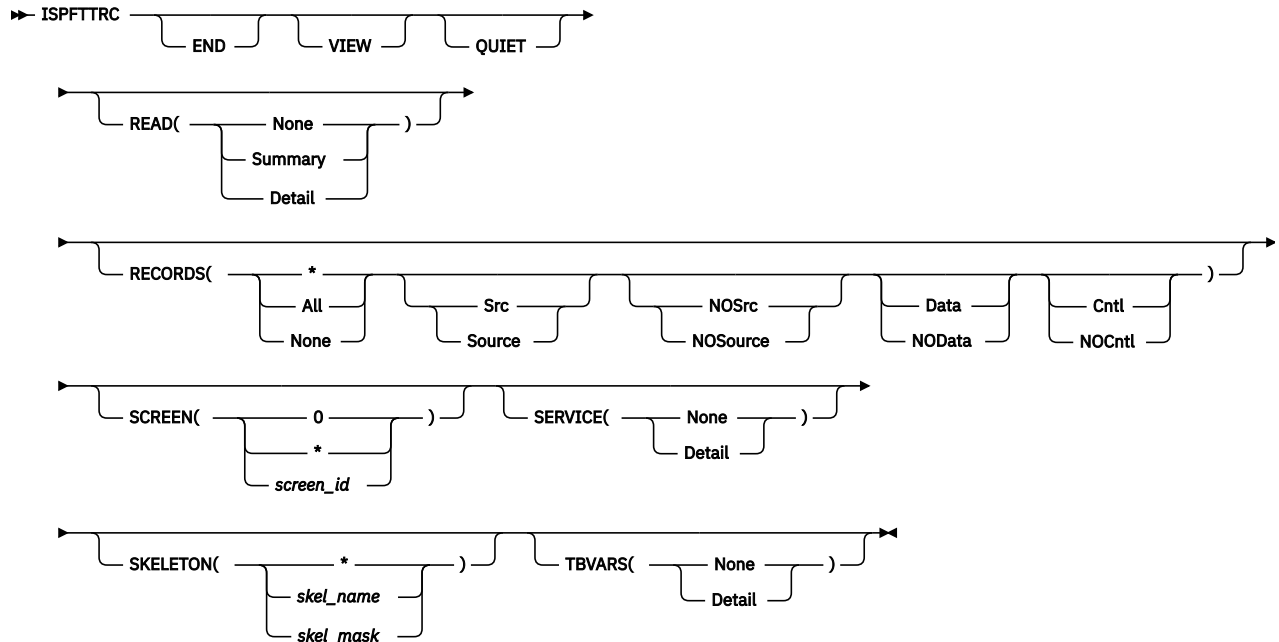 ISPFTTRC
END VIEW QUIET
READ( None )
Summary
Detail
RECORDS( * Src NOSrc Data Cntl )
All Source NOSource NOData NOCntl
None
SCREEN( 0 ) SERVICE( None )
* Detail
screen_id
SKELETON( * ) TBVARS( None )
skel_name Detail
skel_mask